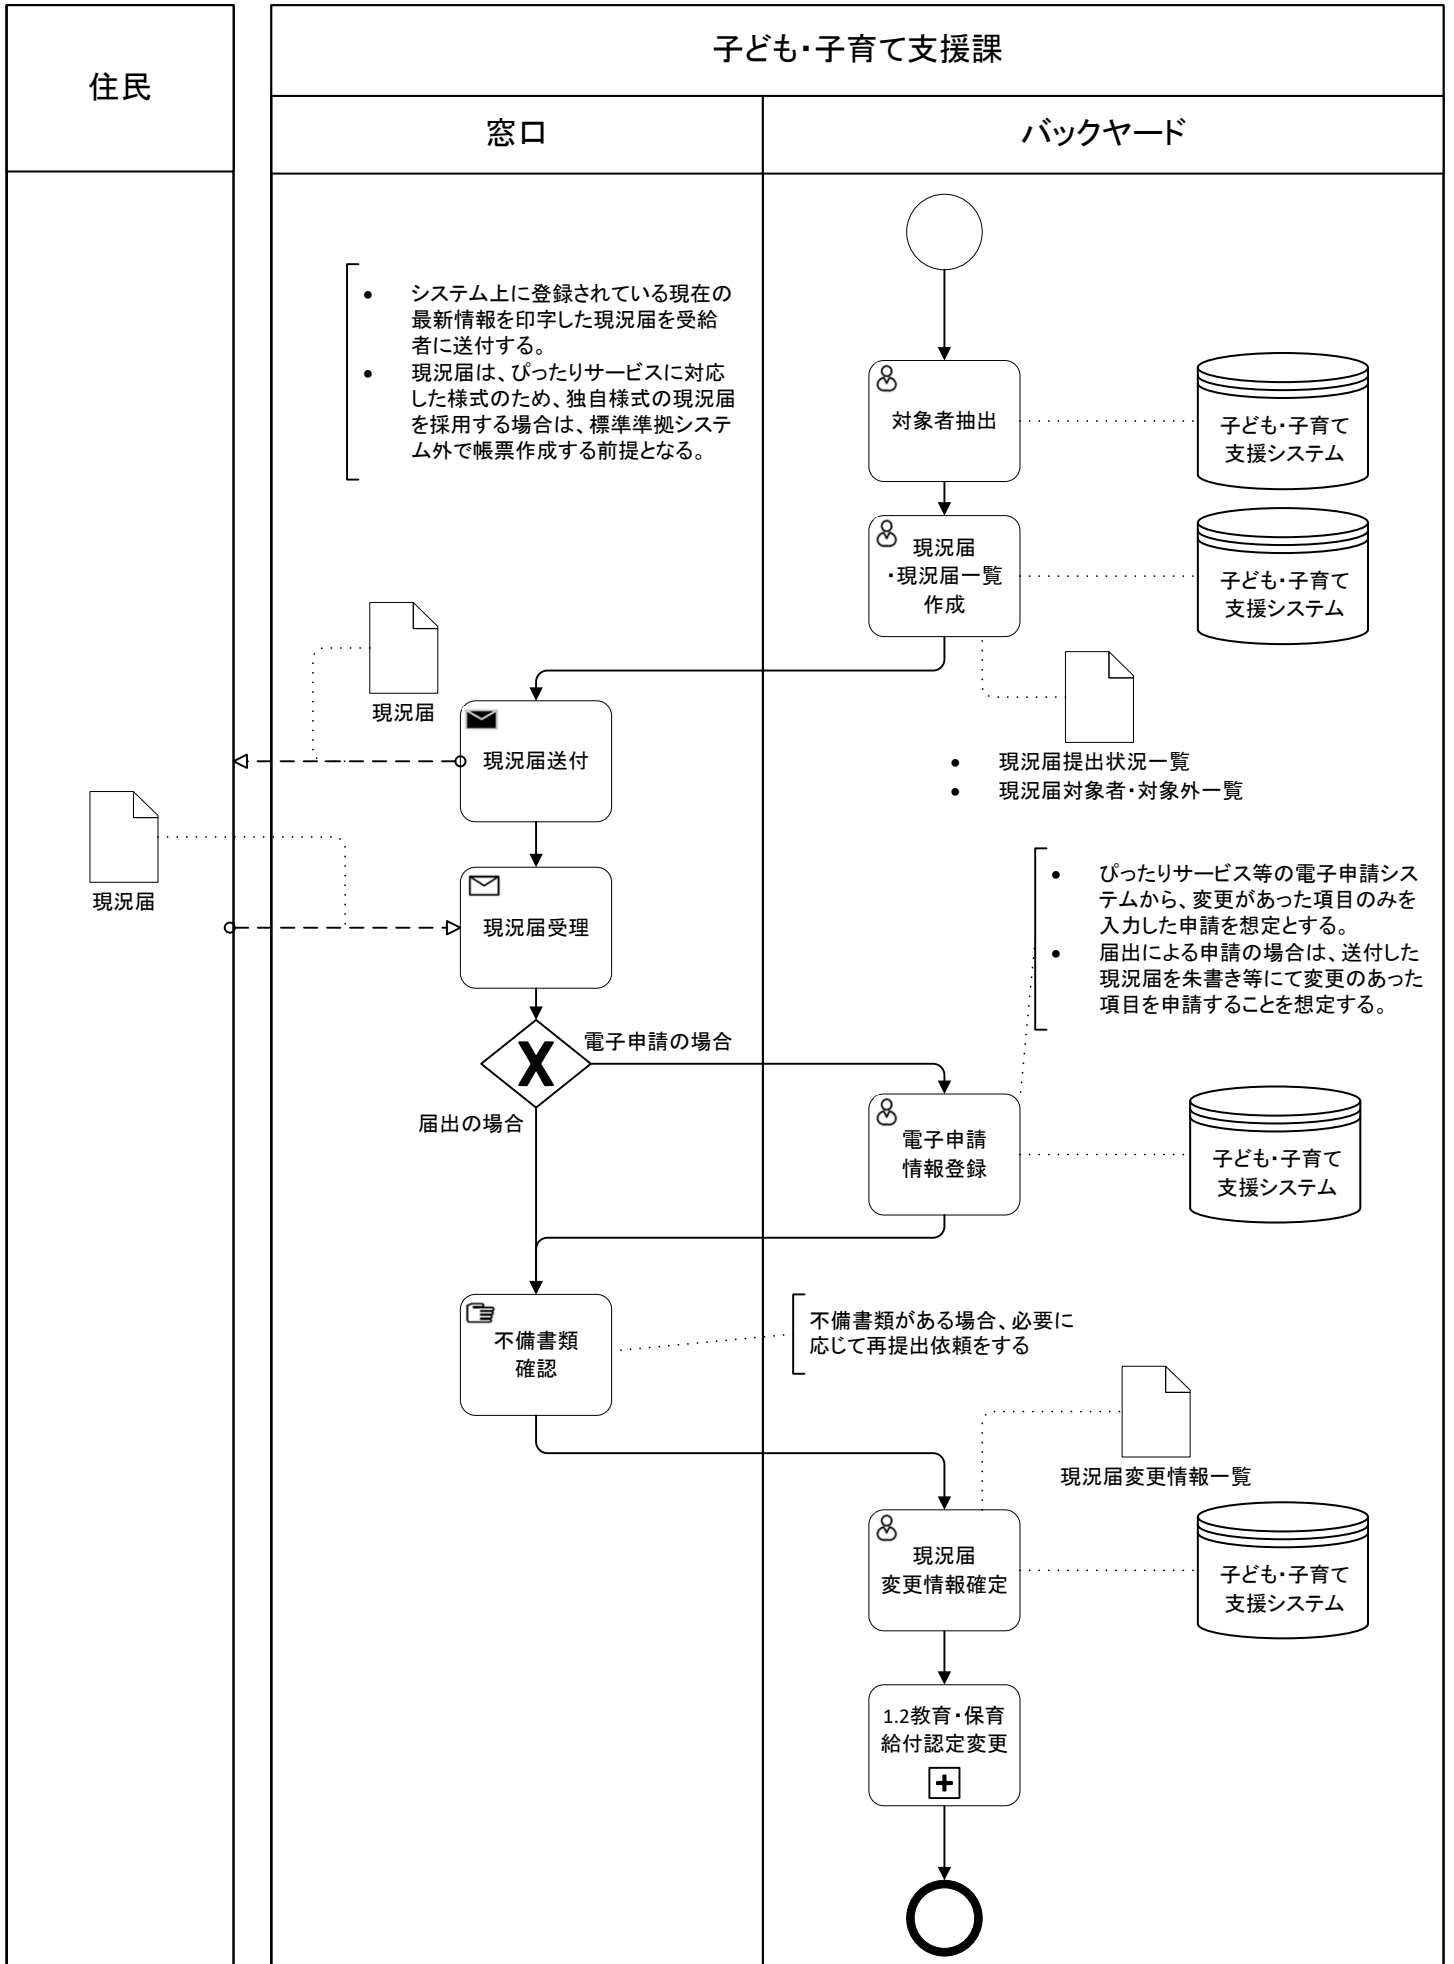 住民
子ども・子育て支援課
窓口
バックヤード
• システム上に登録されている現在の
最新情報を印字した現況届を受給
者に送付する。
• 現況届は、ぴったりサービスに対応
した様式のため、独自様式の現況届
を採用する場合は、標準準拠システ
ム外で帳票作成する前提となる。
対象者抽出
子ども・子育て
支援システム
現況届
・現況届一覧
作成
子ども・子育て
支援システム
現況届
現況届送付
• 現況届提出状況一覧
• 現況届対象者・対象外一覧
現況届
現況届受理
• ぴったりサービス等の電子申請シス
テムから、変更があった項目のみを
入力した申請を想定とする。
• 届出による申請の場合は、送付した
現況届を朱書き等にて変更のあった
項目を申請することを想定する。
電子申請の場合
届出の場合
電子申請
情報登録
子ども・子育て
支援システム
不備書類
確認
不備書類がある場合、必要に
応じて再提出依頼をする
現況届変更情報一覧
現況届
変更情報確定
子ども・子育て
支援システム
1.2教育・保育
給付認定変更